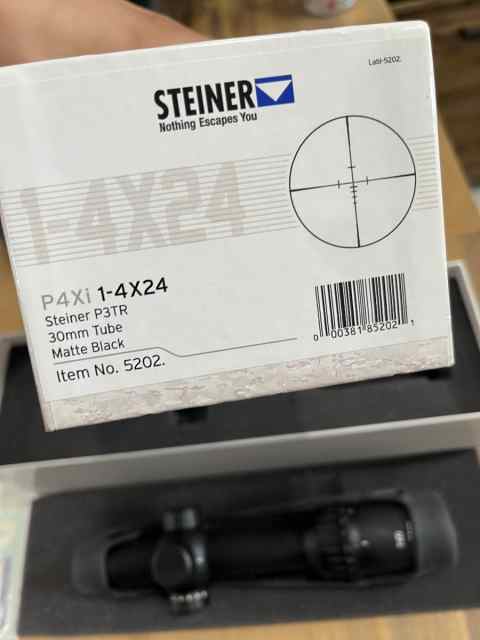 Labl-5202.
STEINER
Nothing Escapes You
1-4X24
P4Xi 1-4X24
Steiner P3TR
30mm Tube
Matte Black
Item No. 5202.
0 00381 85202 1